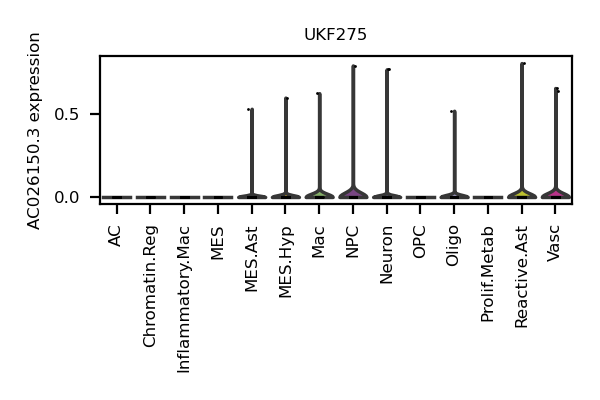 UKF275
AC026150.3 expression
0.5
0.0
AC
Chromatin.Reg
Inflammatory.Mac
MES
MES.Ast
MES.Hyp
Mac
NPC
Neuron
OPC
Oligo
Prolif.Metab
Reactive.Ast
Vasc